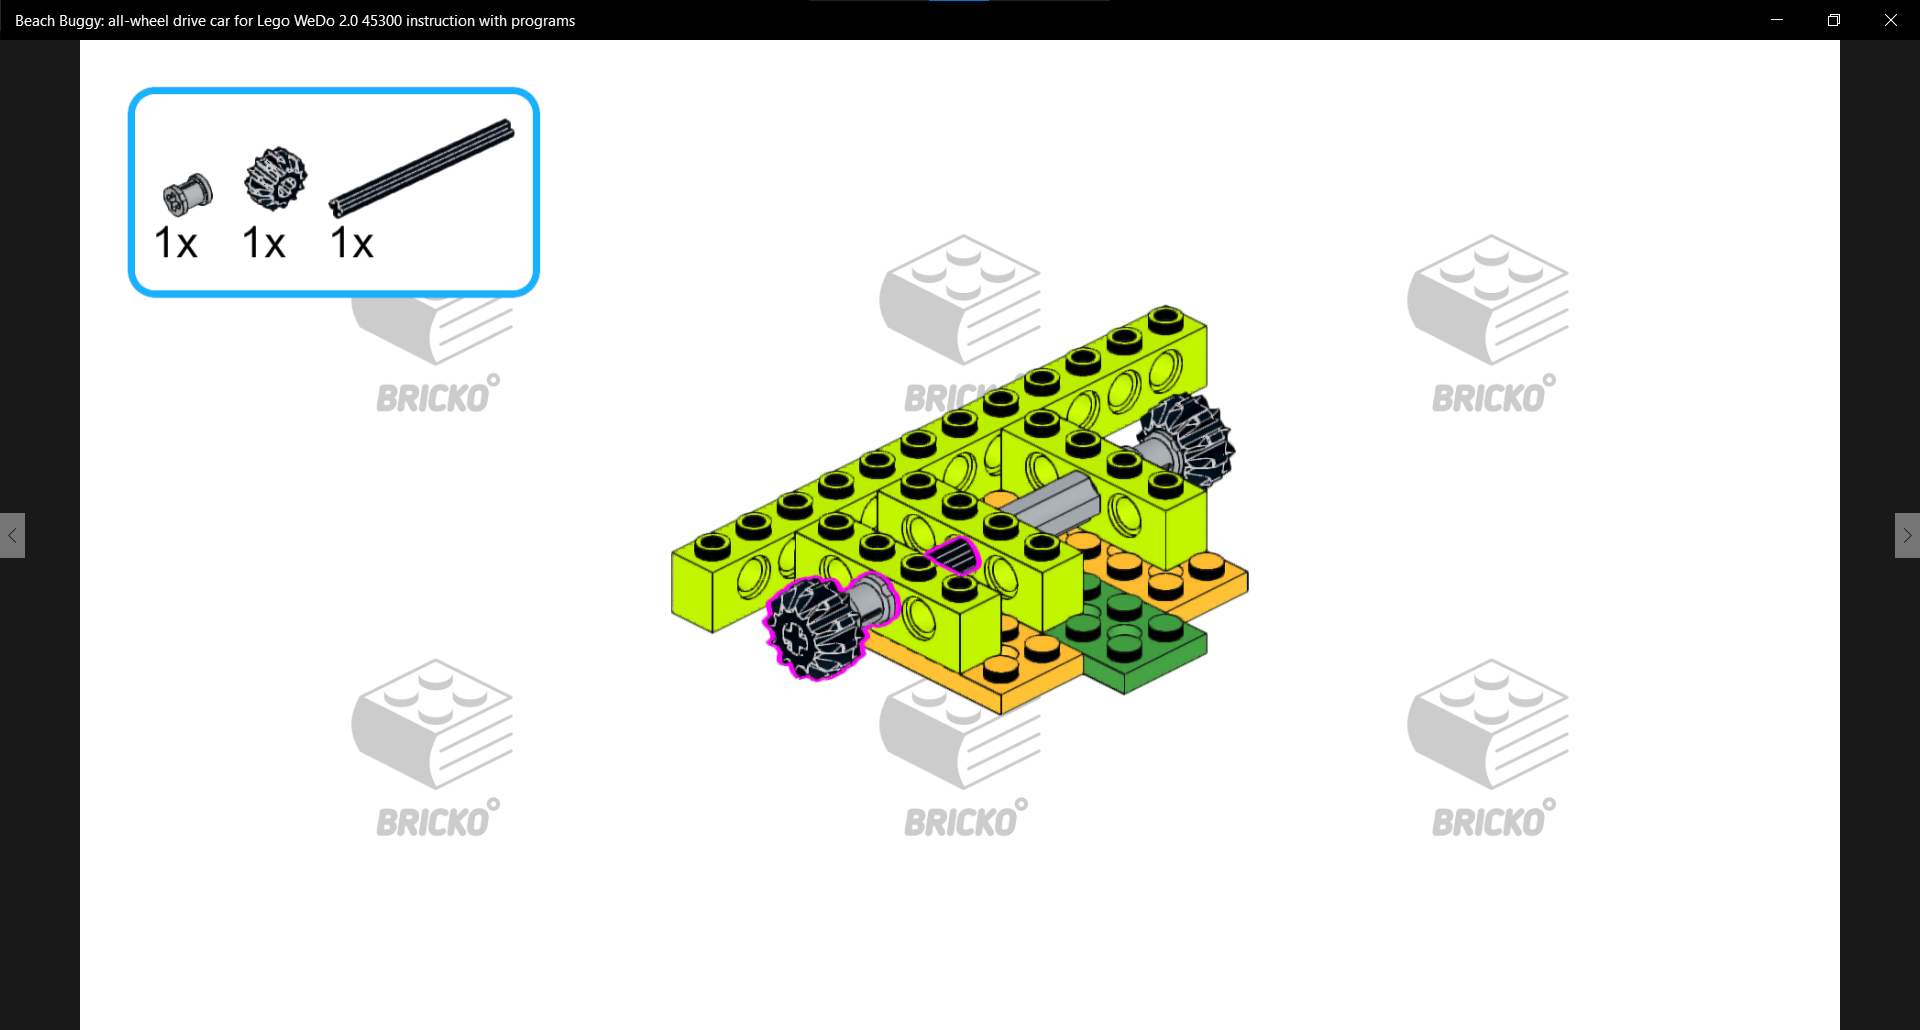 Beach Buggy: all-wheel drive car for Lego WeDo 2.0 45300 instruction with programs
1x 1x 1x
BRICKO BRICKO BRICKO
BRICKO BRICKO BRICKO